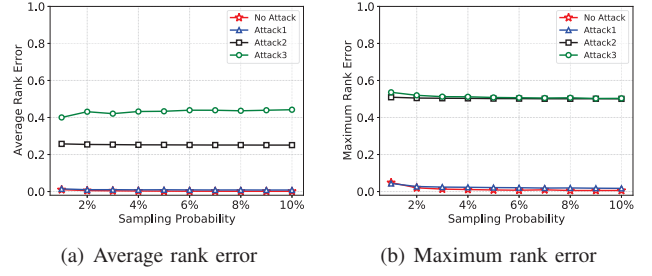 No Attack
Attack1
Attack2
Attack3
1.0
0.8
0.6
0.4
0.2
0.0
Average Rank Error
2% 4% 6% 8% 10%
Sampling Probability
(a) Average rank error
No Attack
Attack1
Attack2
Attack3
1.0
0.8
0.6
0.4
0.2
0.0
Maximum Rank Error
2% 4% 6% 8% 10%
Sampling Probability
(b) Maximum rank error